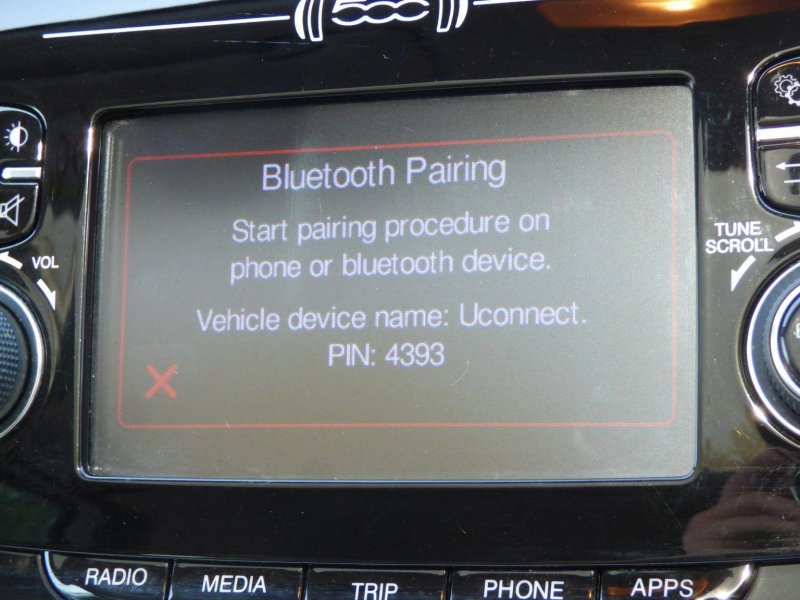 500
Bluetooth Pairing
Start pairing procedure on
phone or bluetooth device.
Vehicle device name: Uconnect.
PIN: 4393
VOL
TUNE
SCROLL
RADIO
MEDIA
TRIP
PHONE
APPS